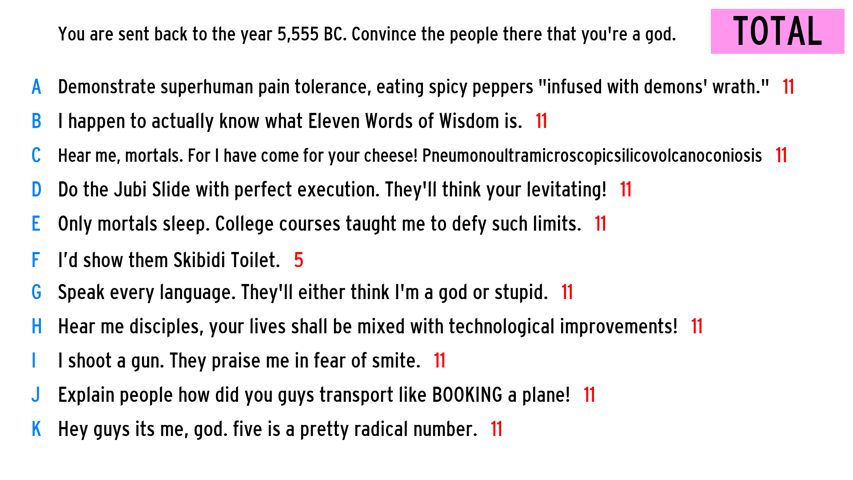 You are sent back to the year 5,555 BC. Convince the people there that you're a god.
TOTAL
A Demonstrate superhuman pain tolerance, eating spicy peppers "infused with demons' wrath." 11
B I happen to actually know what Eleven Words of Wisdom is. 11
C Hear me, mortals. For I have come for your cheese! Pneumonoultramicroscopicsilicovolcanoconiosis 11
D Do the Jubi Slide with perfect execution. They'll think your levitating! 11
E Only mortals sleep. College courses taught me to defy such limits. 11
F I’d show them Skibidi Toilet. 5
G Speak every language. They'll either think I'm a god or stupid. 11
H Hear me disciples, your lives shall be mixed with technological improvements! 11
I I shoot a gun. They praise me in fear of smite. 11
J Explain people how did you guys transport like BOOKING a plane! 11
K Hey guys its me, god. five is a pretty radical number. 11